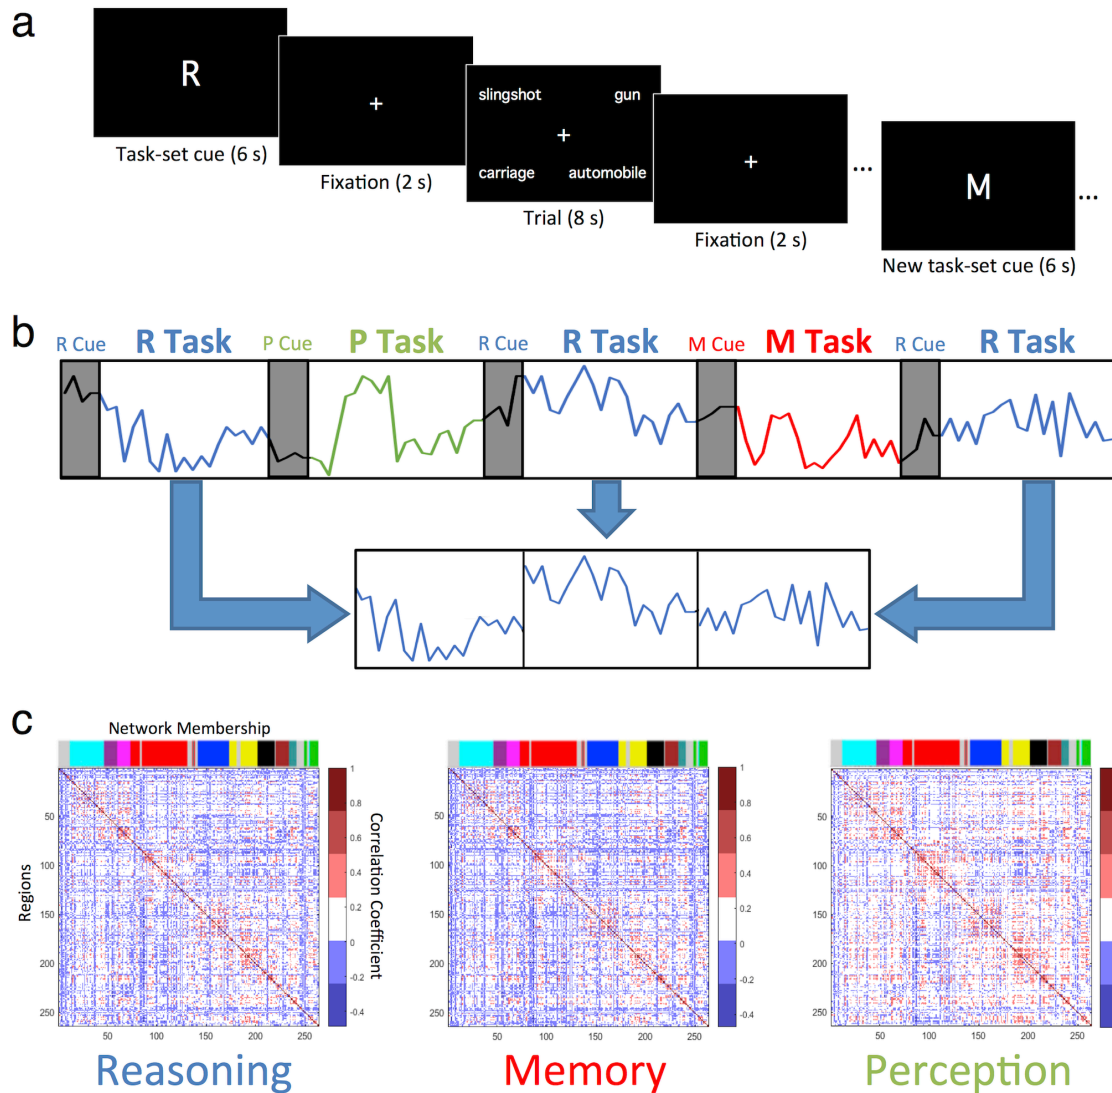 a
R
Task-set cue (6 s)
+
Fixation (2 s)
slingshot gun
+
carriage automobile
Trial (8 s)
+
Fixation (2 s)
...
M
New task-set cue (6 s)
...
b
R Cue R Task P Cue P Task R Cue R Task M Cue M Task R Cue R Task
c
Network Membership
Regions
50
100
150
200
250
50 100 150 200 250
1
0.8
0.6
0.4
0.2
0
-0.2
-0.4
Correlation Coefficient
Reasoning
50
100
150
200
250
50 100 150 200 250
1
0.8
0.6
0.4
0.2
0
-0.2
-0.4
Memory
50
100
150
200
250
50 100 150 200 250
Perception